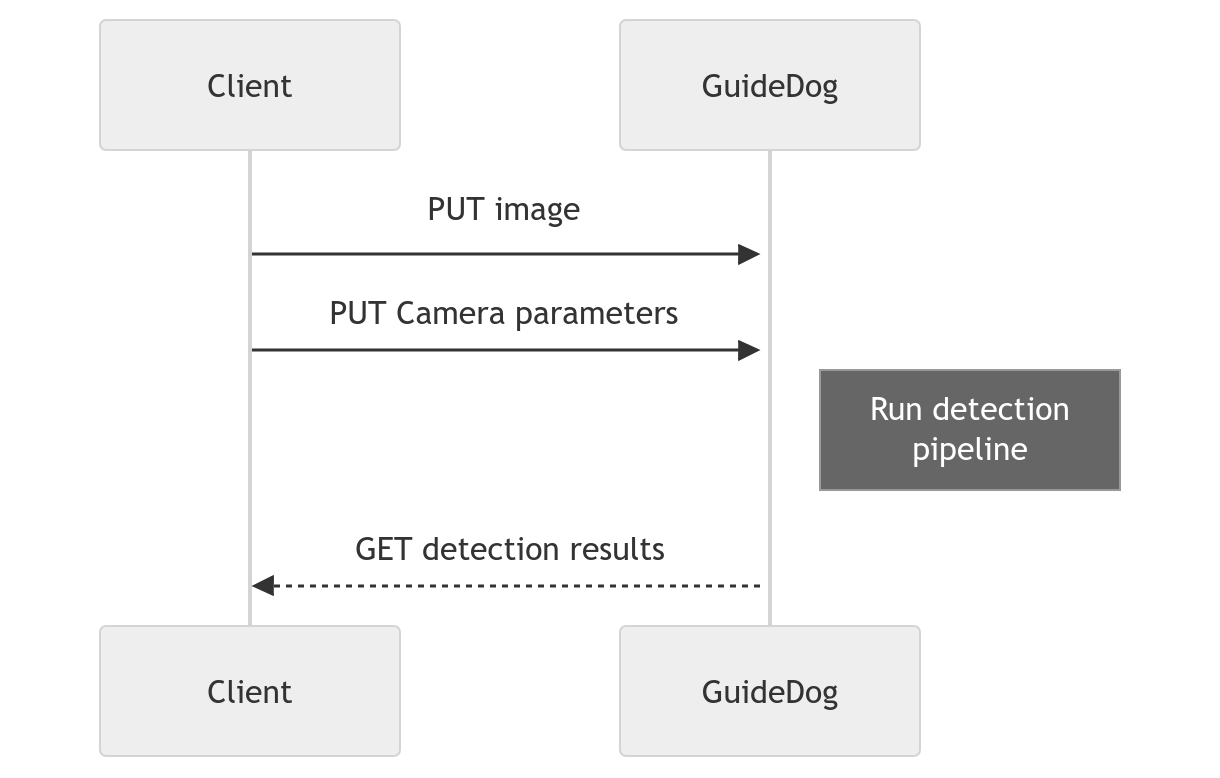 Client
GuideDog
PUT image
PUT Camera parameters
Run detection
pipeline
GET detection results
Client
GuideDog